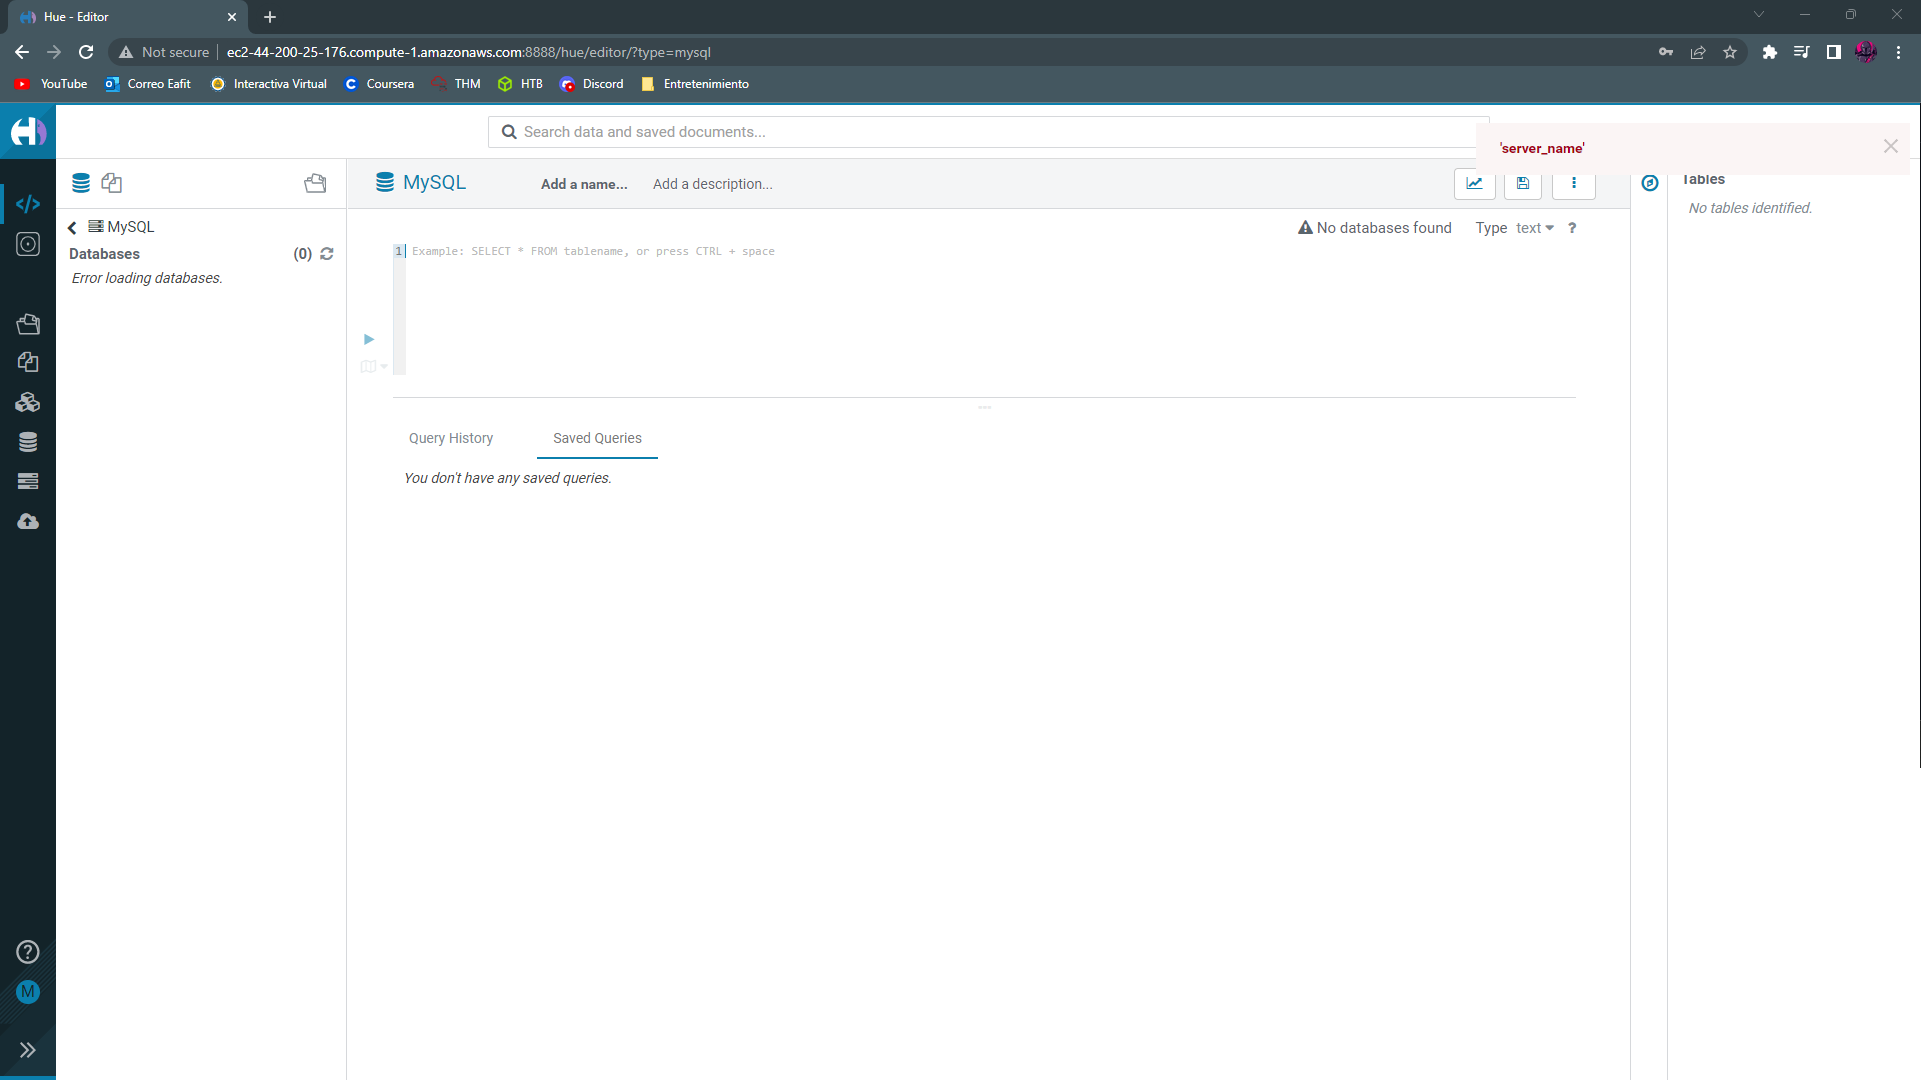 Hue - Editor
Not secure
ec2-44-200-25-176.compute-1.amazonaws.com:8888/hue/editor/?type=mysql
YouTube
Correo Eafit
Interactiva Virtual
Coursera
THM
HTB
Discord
Entretenimiento
Search data and saved documents...
'server_name'
MySQL
Add a name...
Add a description...
Tables
No tables identified.
MySQL
Databases
(0)
Error loading databases.
No databases found
Type
text
?
1
Example: SELECT * FROM tablename, or press CTRL + space
Query History
Saved Queries
You don't have any saved queries.
M